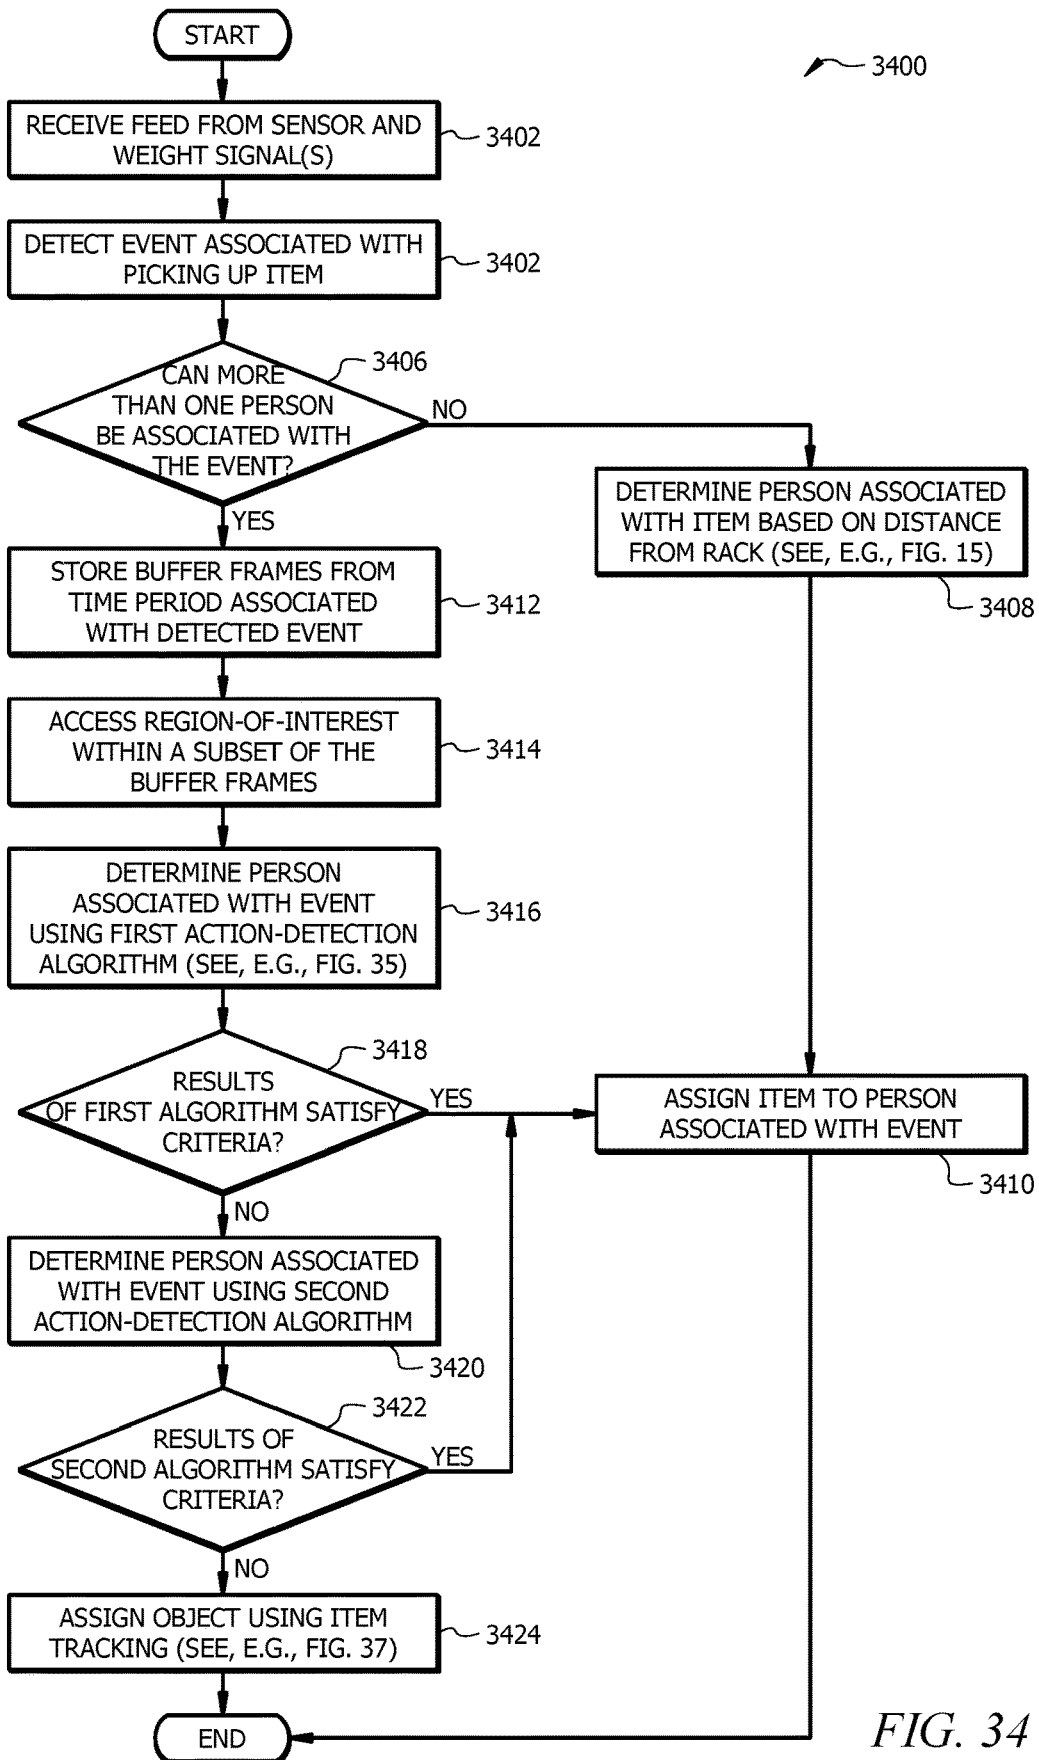 START
3400
RECEIVE FEED FROM SENSOR AND
WEIGHT SIGNAL(S)
3402
DETECT EVENT ASSOCIATED WITH
PICKING UP ITEM
3402
3406
CAN MORE
THAN ONE PERSON
BE ASSOCIATED WITH
THE EVENT?
NO
YES
DETERMINE PERSON ASSOCIATED
WITH ITEM BASED ON DISTANCE
FROM RACK (SEE, E.G., FIG. 15)
3408
STORE BUFFER FRAMES FROM
TIME PERIOD ASSOCIATED
WITH DETECTED EVENT
3412
ACCESS REGION-OF-INTEREST
WITHIN A SUBSET OF THE
BUFFER FRAMES
3414
DETERMINE PERSON
ASSOCIATED WITH EVENT
USING FIRST ACTION-DETECTION
ALGORITHM (SEE, E.G., FIG. 35)
3416
3418
RESULTS
OF FIRST ALGORITHM SATISFY
CRITERIA?
YES
NO
ASSIGN ITEM TO PERSON
ASSOCIATED WITH EVENT
3410
DETERMINE PERSON ASSOCIATED
WITH EVENT USING SECOND
ACTION-DETECTION ALGORITHM
3420
3422
RESULTS OF
SECOND ALGORITHM SATISFY
CRITERIA?
YES
NO
ASSIGN OBJECT USING ITEM
TRACKING (SEE, E.G., FIG. 37)
3424
END
FIG. 34